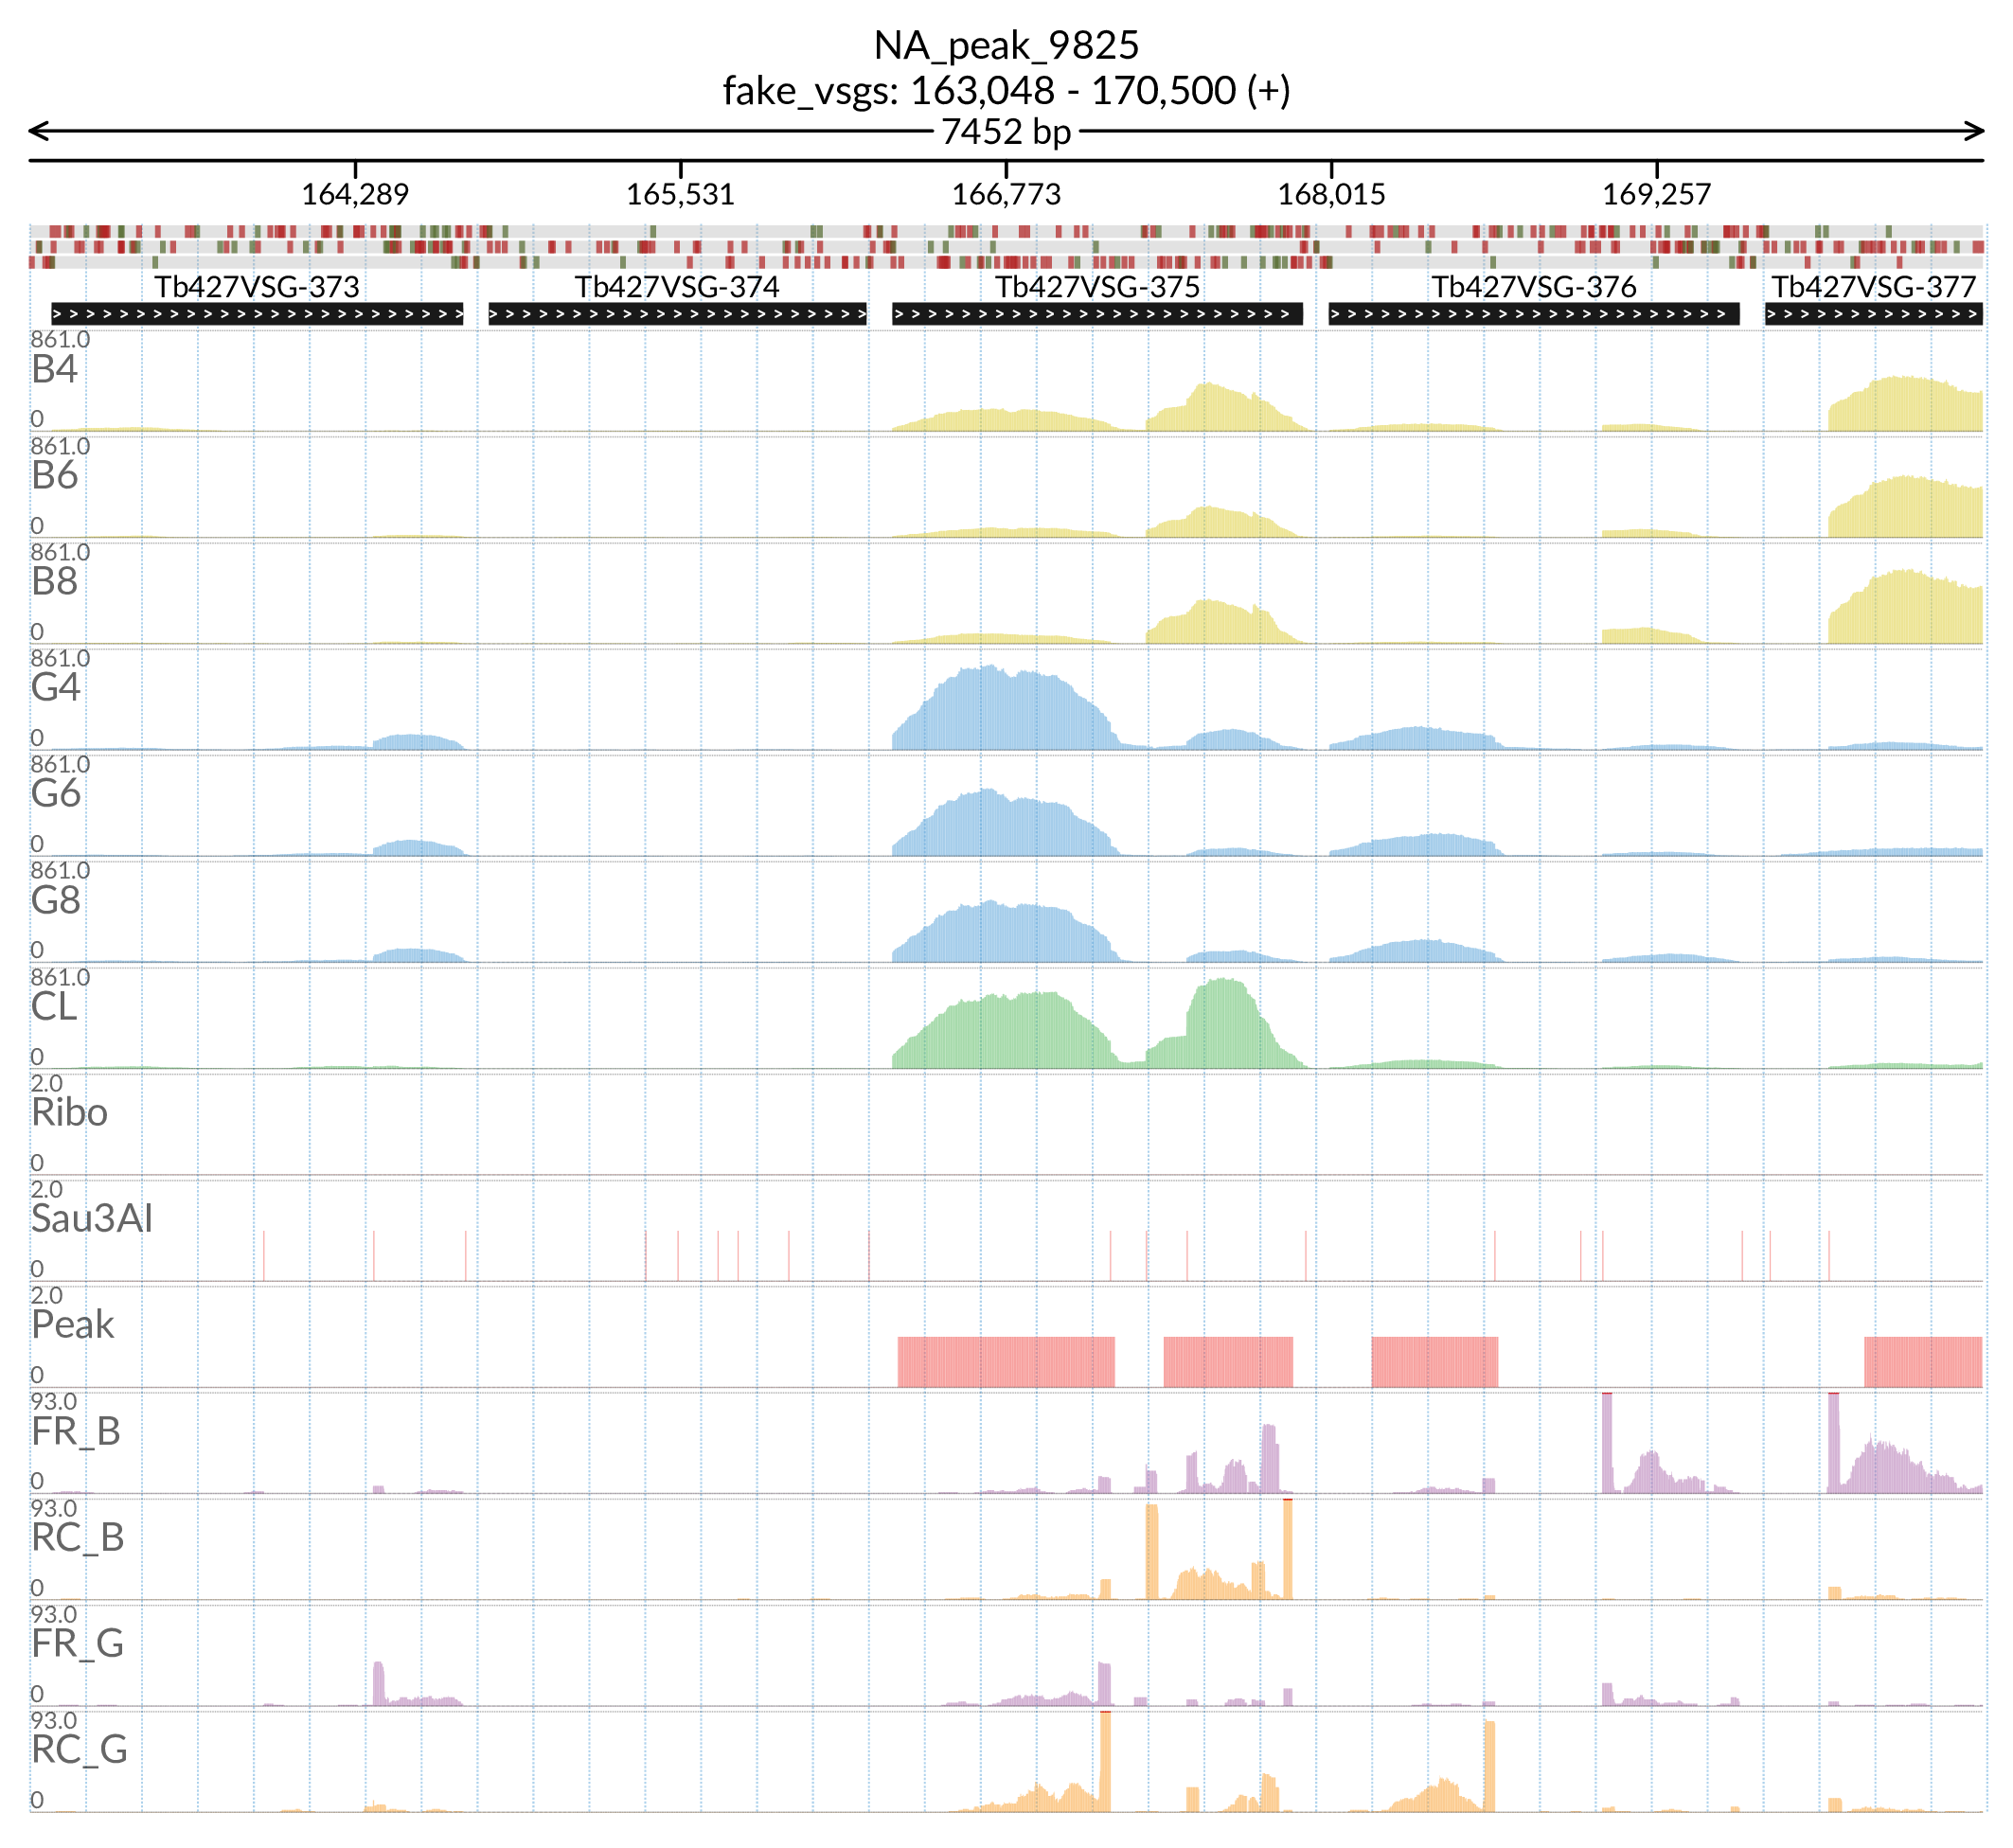 NA_peak_9825
fake_vsgs: 163,048 - 170,500 (+)
7452 bp
164,289 165,531 166,773 168,015 169,257
Tb427VSG-373 Tb427VSG-374 Tb427VSG-375 Tb427VSG-376 Tb427VSG-377
861.0
B4
0
861.0
B6
0
861.0
B8
0
861.0
G4
0
861.0
G6
0
861.0
G8
0
861.0
CL
0
2.0
Ribo
0
2.0
Sau3AI
0
2.0
Peak
0
93.0
FR_B
0
93.0
RC_B
0
93.0
FR_G
0
93.0
RC_G
0